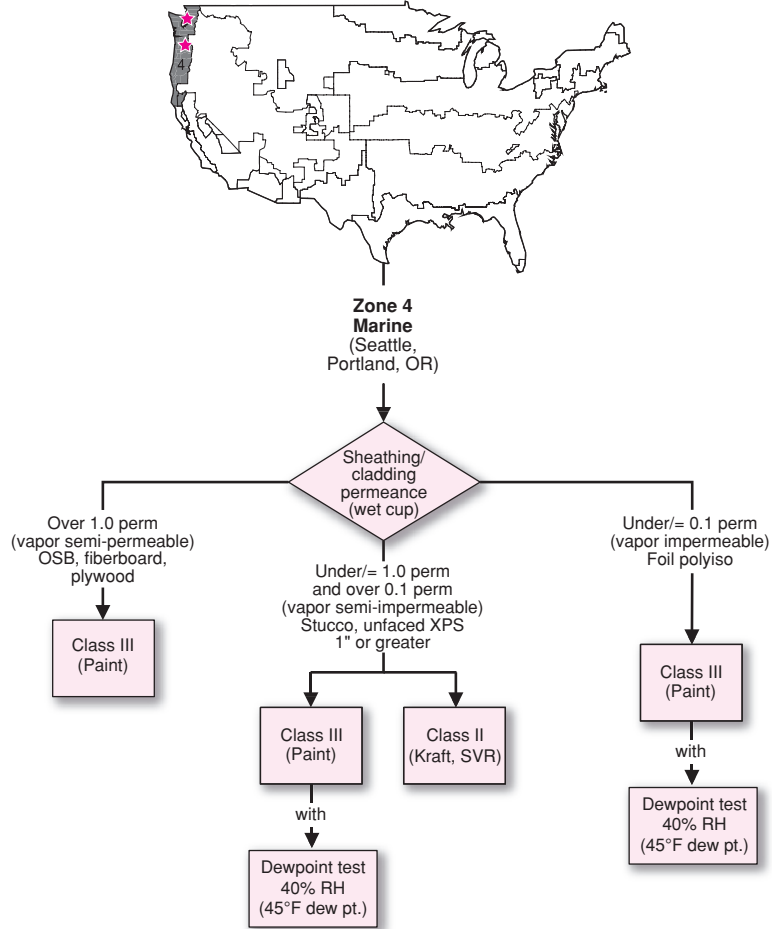 4
Zone 4
Marine
(Seattle,
Portland, OR)
Sheathing/
cladding
permeance
(wet cup)
Over 1.0 perm
(vapor semi-permeable)
OSB, fiberboard,
plywood
Class III
(Paint)
Under/= 1.0 perm
and over 0.1 perm
(vapor semi-impermeable)
Stucco, unfaced XPS
1" or greater
Class III
(Paint)
with
Dewpoint test
40% RH
(45°F dew pt.)
Class II
(Kraft, SVR)
Under/= 0.1 perm
(vapor impermeable)
Foil polyiso
Class III
(Paint)
with
Dewpoint test
40% RH
(45°F dew pt.)